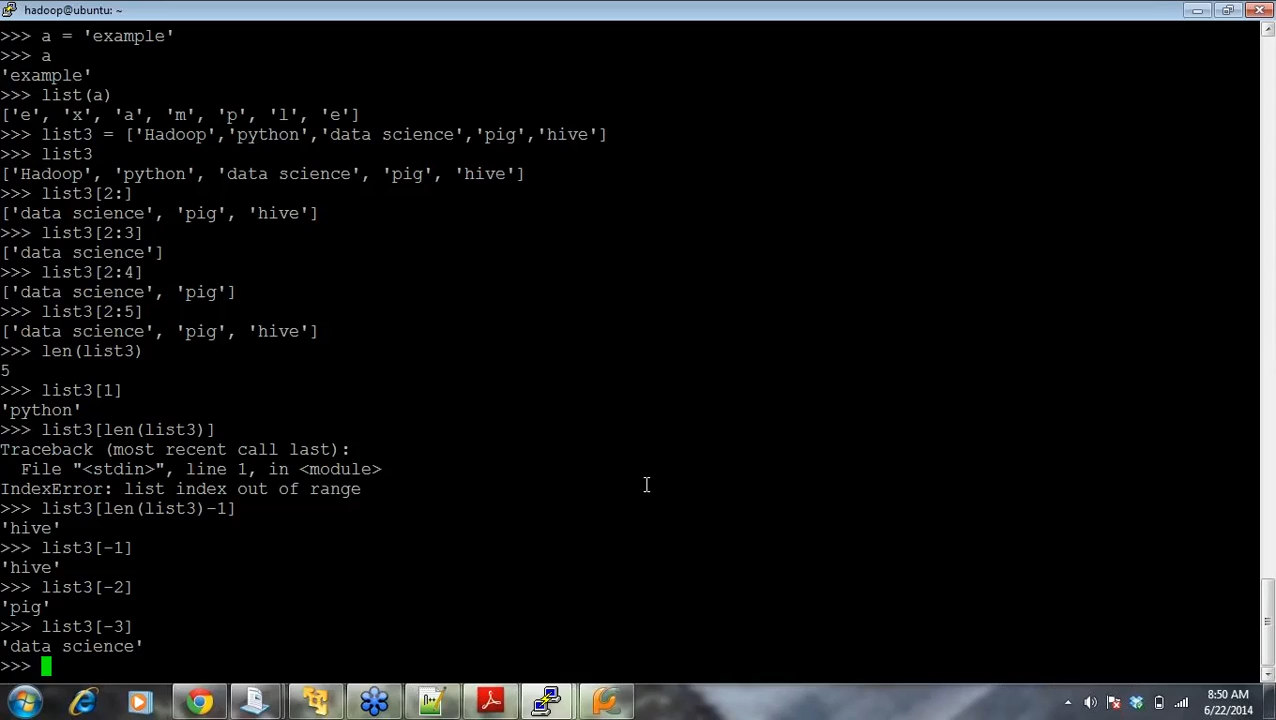 hadoop@ubuntu: ~
>>> a = 'example'
>>> a
'example'
>>> list(a)
['e', 'x', 'a', 'm', 'p', 'l', 'e']
>>> list3 = ['Hadoop','python','data science','pig','hive']
>>> list3
['Hadoop', 'python', 'data science', 'pig', 'hive']
>>> list3[2:]
['data science', 'pig', 'hive']
>>> list3[2:3]
['data science']
>>> list3[2:4]
['data science', 'pig']
>>> list3[2:5]
['data science', 'pig', 'hive']
>>> len(list3)
5
>>> list3[1]
'python'
>>> list3[len(list3)]
Traceback (most recent call last):
  File "<stdin>", line 1, in <module>
IndexError: list index out of range
>>> list3[len(list3)-1]
'hive'
>>> list3[-1]
'hive'
>>> list3[-2]
'pig'
>>> list3[-3]
'data science'
>>>
8:50 AM
6/22/2014